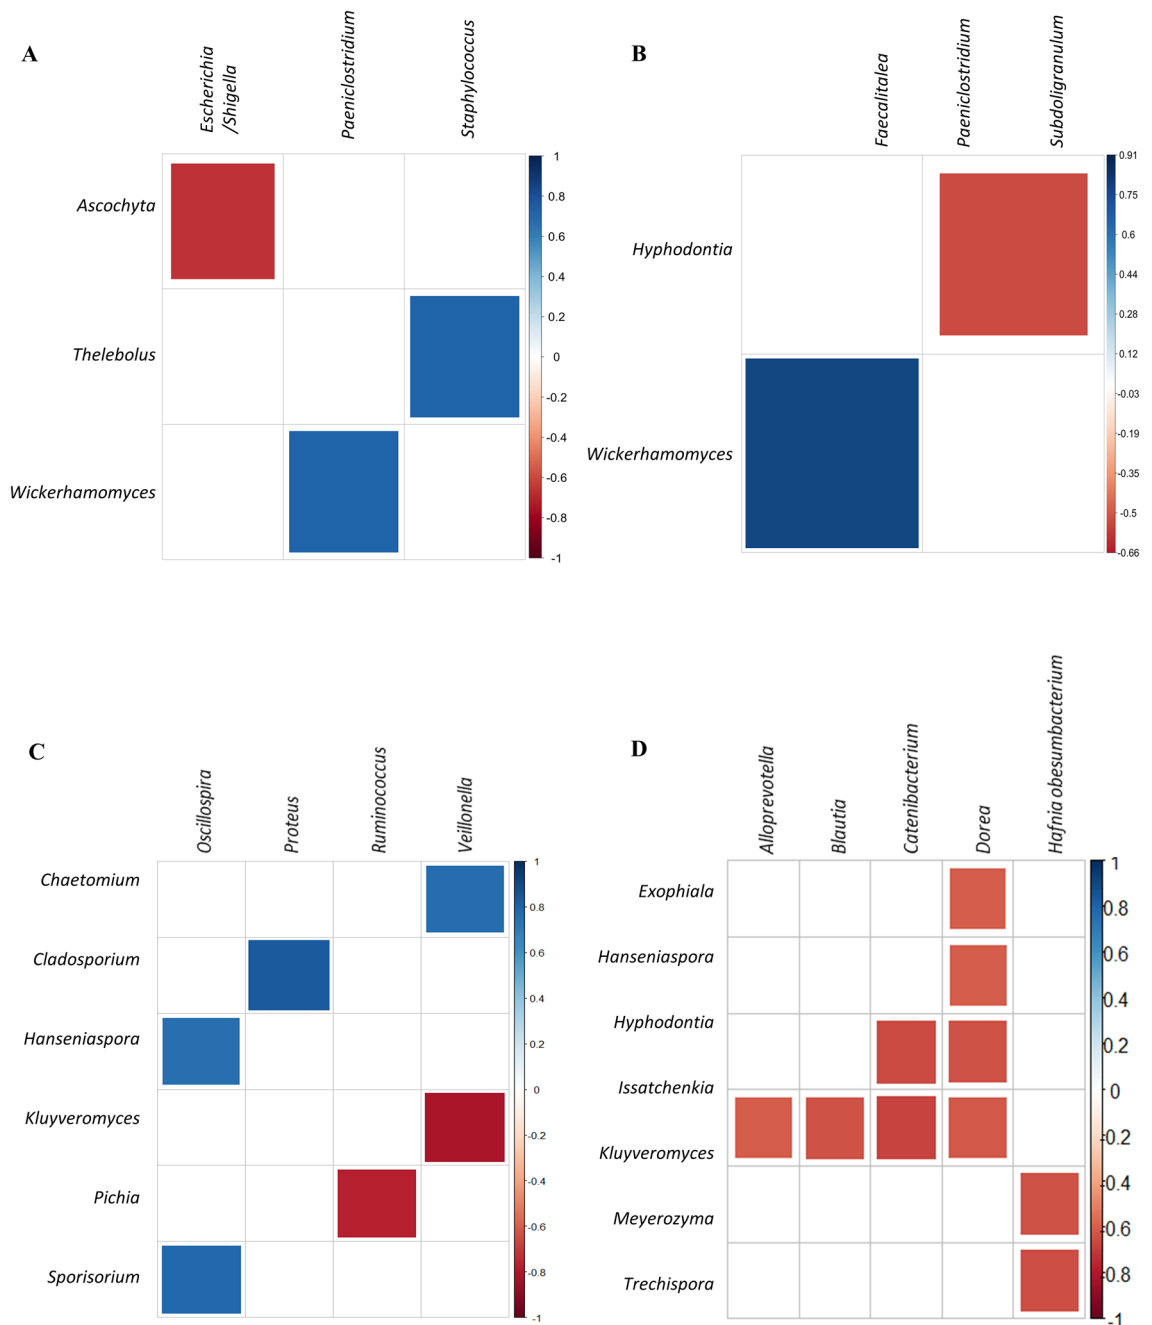 A
Escherichia
/Shigella
Paeniclostridium
Staphylococcus
Ascochyta
Thelebolus
Wickerhamomyces
1
0.8
0.6
0.4
0.2
0
-0.2
-0.4
-0.6
-0.8
-1
B
Faecalitalea
Paeniclostridium
Subdoligranulum
Hyphodontia
Wickerhamomyces
0.91
0.75
0.6
0.44
0.28
0.12
-0.03
-0.19
-0.35
-0.5
-0.66
C
Oscillospira
Proteus
Ruminococcus
Veillonella
Chaetomium
Cladosporium
Hanseniaspora
Kluyveromyces
Pichia
Sporisorium
1
0.8
0.6
0.4
0.2
0
-0.2
-0.4
-0.6
-0.8
-1
D
Alloprevotella
Blautia
Catenibacterium
Dorea
Hafnia obesumbacterium
Exophiala
Hanseniaspora
Hyphodontia
Issatchenkia
Kluyveromyces
Meyerozyma
Trechispora
1
0.8
0.6
0.4
0.2
0
-0.2
-0.4
-0.6
-0.8
-1